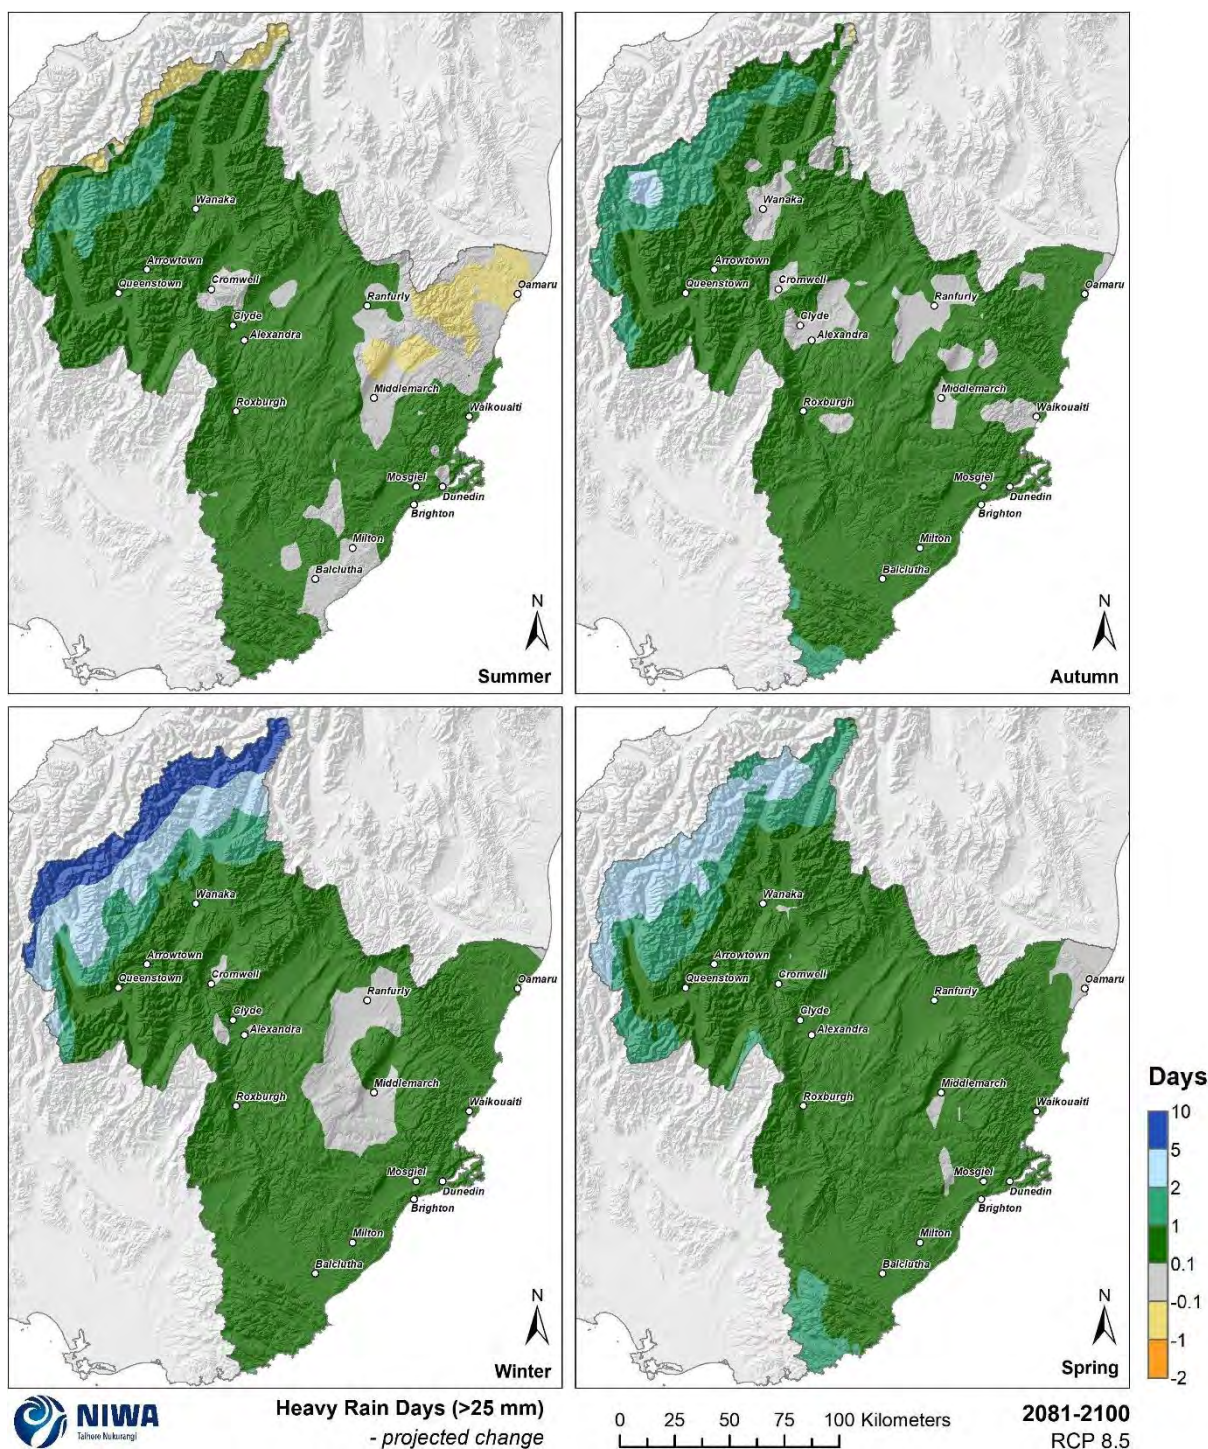 Wanaka
Arrowtown
Queenstown
Cromwell
Clyde
Alexandra
Ranfurly
Oamaru
Middlemarch
Roxburgh
Waikouaiti
Mosgiel
Dunedin
Brighton
Milton
Balclutha
N
Summer
Wanaka
Arrowtown
Queenstown
Cromwell
Clyde
Alexandra
Ranfurly
Oamaru
Middlemarch
Roxburgh
Waikouaiti
Mosgiel
Dunedin
Brighton
Milton
Balclutha
N
Autumn
Wanaka
Arrowtown
Queenstown
Cromwell
Clyde
Alexandra
Ranfurly
Oamaru
Middlemarch
Roxburgh
Waikouaiti
Mosgiel
Dunedin
Brighton
Milton
Balclutha
N
Winter
Wanaka
Arrowtown
Queenstown
Cromwell
Clyde
Alexandra
Ranfurly
Oamaru
Middlemarch
Roxburgh
Waikouaiti
Mosgiel
Dunedin
Brighton
Milton
Balclutha
N
Spring
Days
10
5
2
1
0.1
-0.1
-1
-2
NIWA
Taihoro Nukurangi
Heavy Rain Days (>25 mm)
- projected change
0 25 50 75 100 Kilometers
2081-2100
RCP 8.5